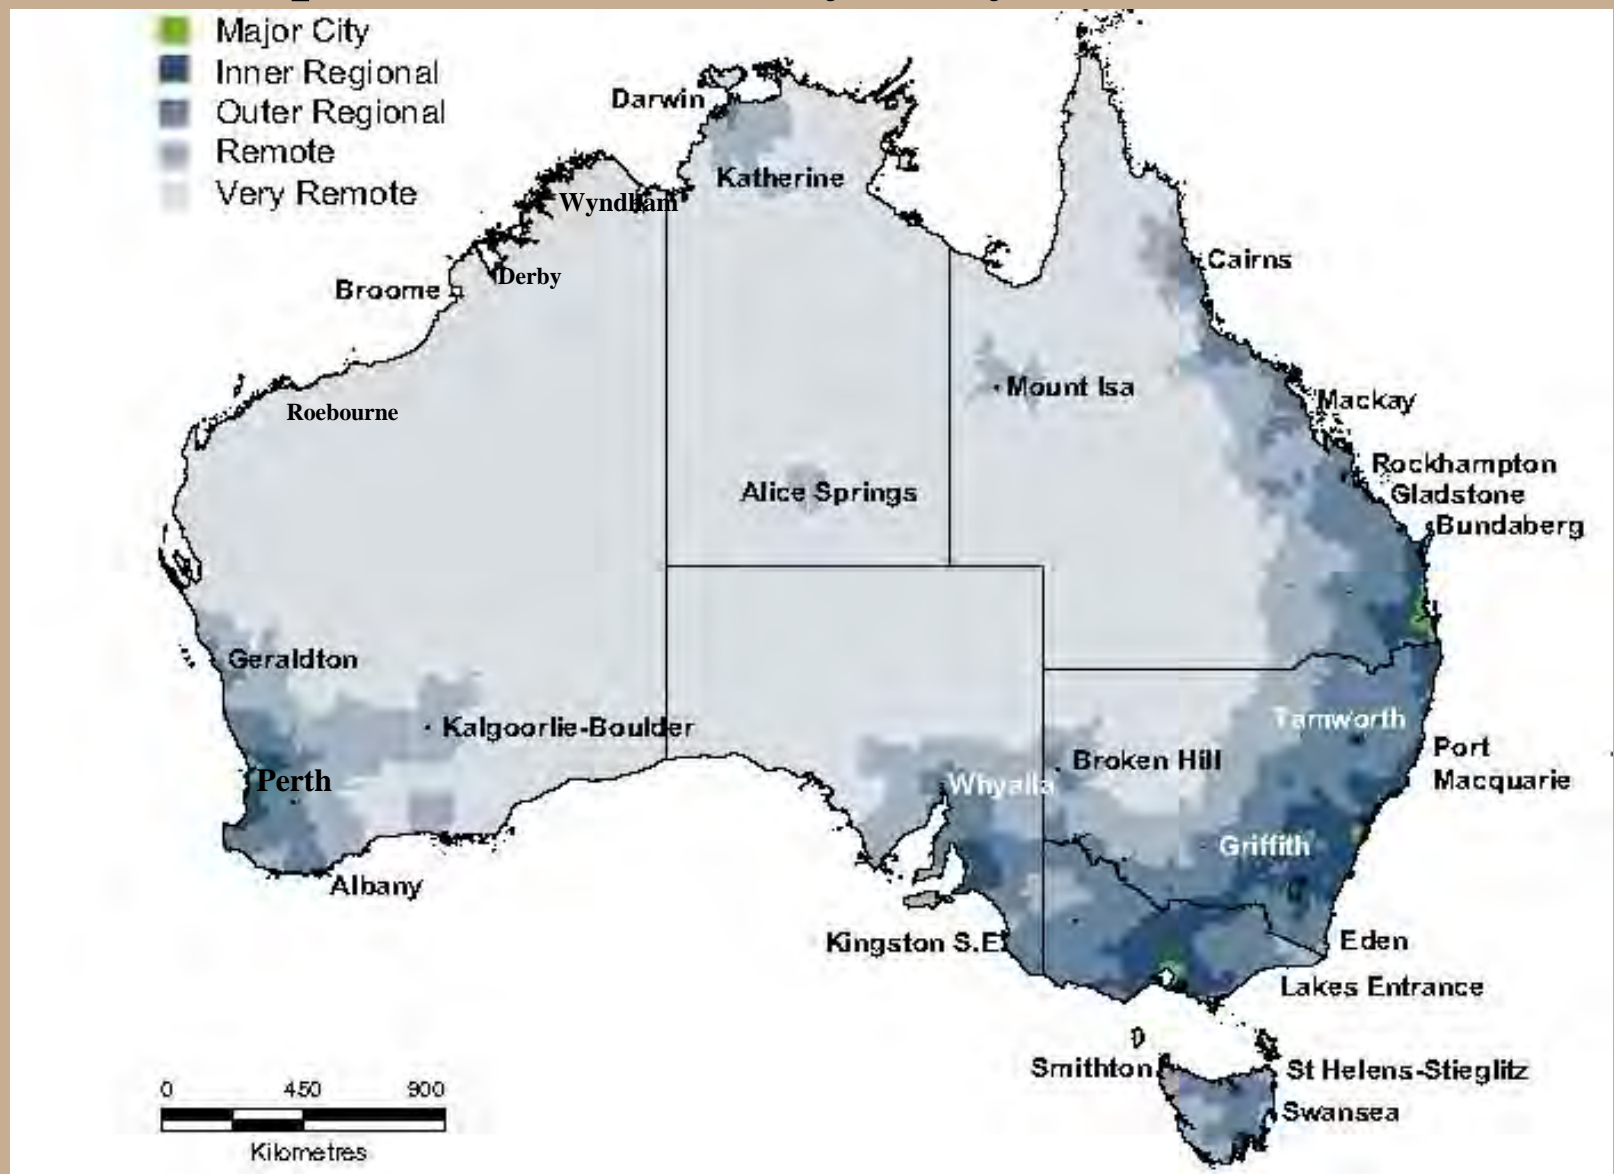 Major City
Inner Regional
Outer Regional
Remote
Very Remote
Darwin
Katherine
Wyndham
Derby
Broome
Cairns
Mount Isa
Roebourne
Mackay
Rockhampton
Alice Springs
Gladstone
Bundaberg
Geraldton
Kalgoorlie-Boulder
Tamworth
Port
Macquarie
Broken Hill
Perth
Whyalla
Griffith
Albany
Kingston S.E
Eden
Lakes Entrance
Smithton
St Helens-Stieglitz
Swansea
0 450 900
Kilometres